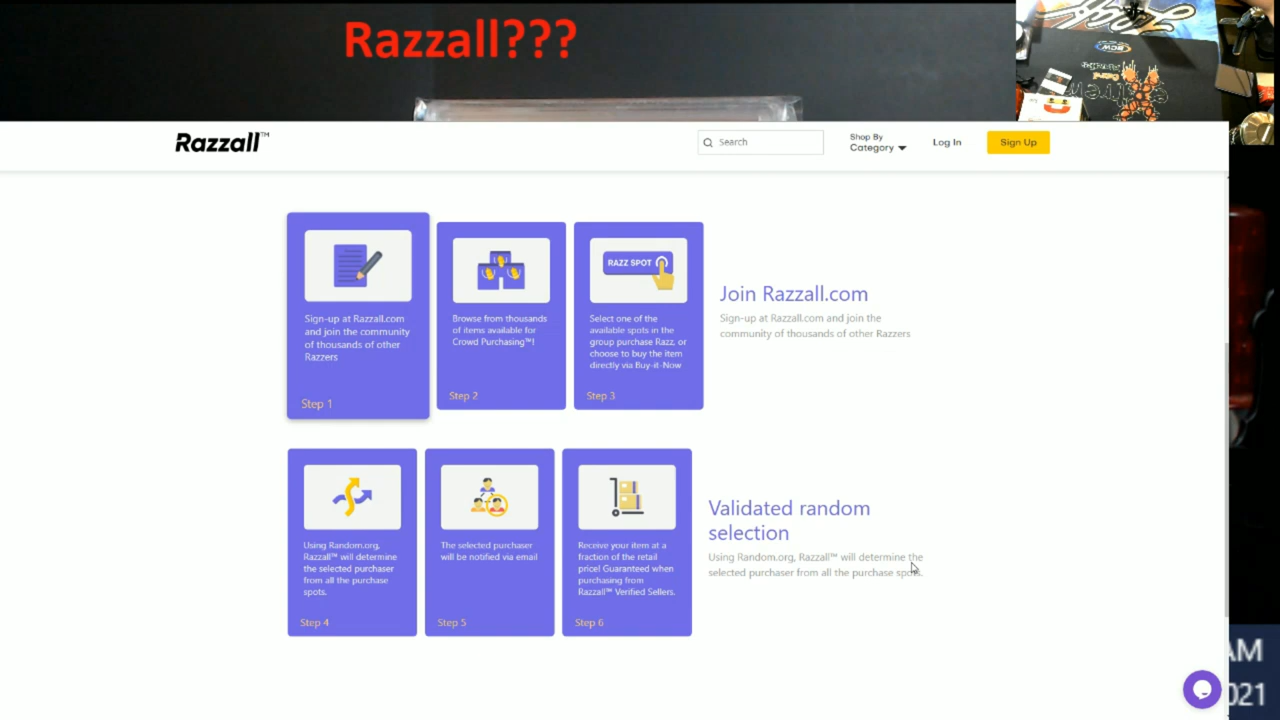 Razzall???
BCW
Razzall™
Search
Shop By
Category
Log In
Sign Up
Sign-up at Razzall.com
and join the community
of thousands of other
Razzers
Step 1
Browse from thousands
of items available for
Crowd Purchasing™!
Step 2
RAZZ SPOT
Select one of the
available spots in the
group purchase Razz, or
choose to buy the item
directly via Buy-it-Now
Step 3
Join Razzall.com
Sign-up at Razzall.com and join the
community of thousands of other Razzers
Using Random.org,
Razzall™ will determine
the selected purchaser
from all the purchase
spots.
Step 4
The selected purchaser
will be notified via email
Step 5
Receive your item at a
fraction of the retail
price! Guaranteed when
purchasing from
Razzall™ Verified Sellers.
Step 6
Validated random
selection
Using Random.org, Razzall™ will determine the
selected purchaser from all the purchase spots.
AM
021